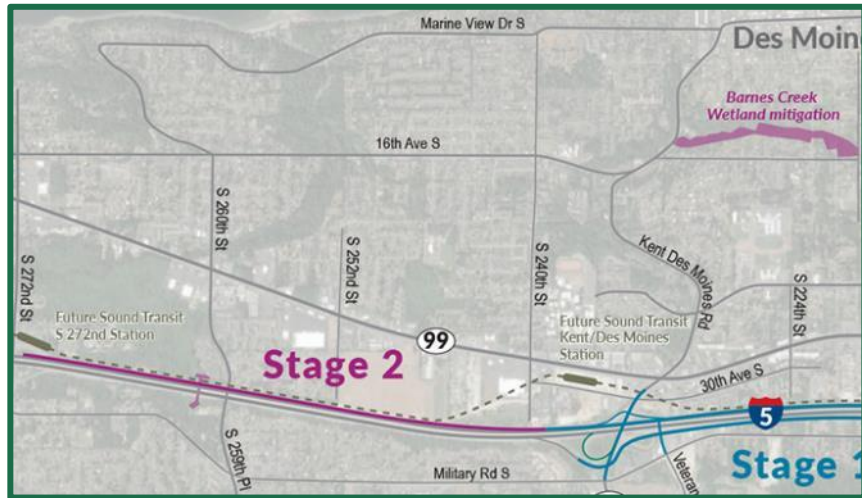 Marine View Dr S
Des Moin
Barnes Creek
Wetland mitigation
16th Ave S
S 260th St
S 252nd St
S 240th St
Kent Des Moines Rd
S 272nd St
S 224th St
Future Sound Transit
S 272nd Station
Future Sound Transit
Kent/Des Moines
Station
99
Stage 2
30th Ave S
5
S 259th Pl
Military Rd S
Veteran
Stage 1